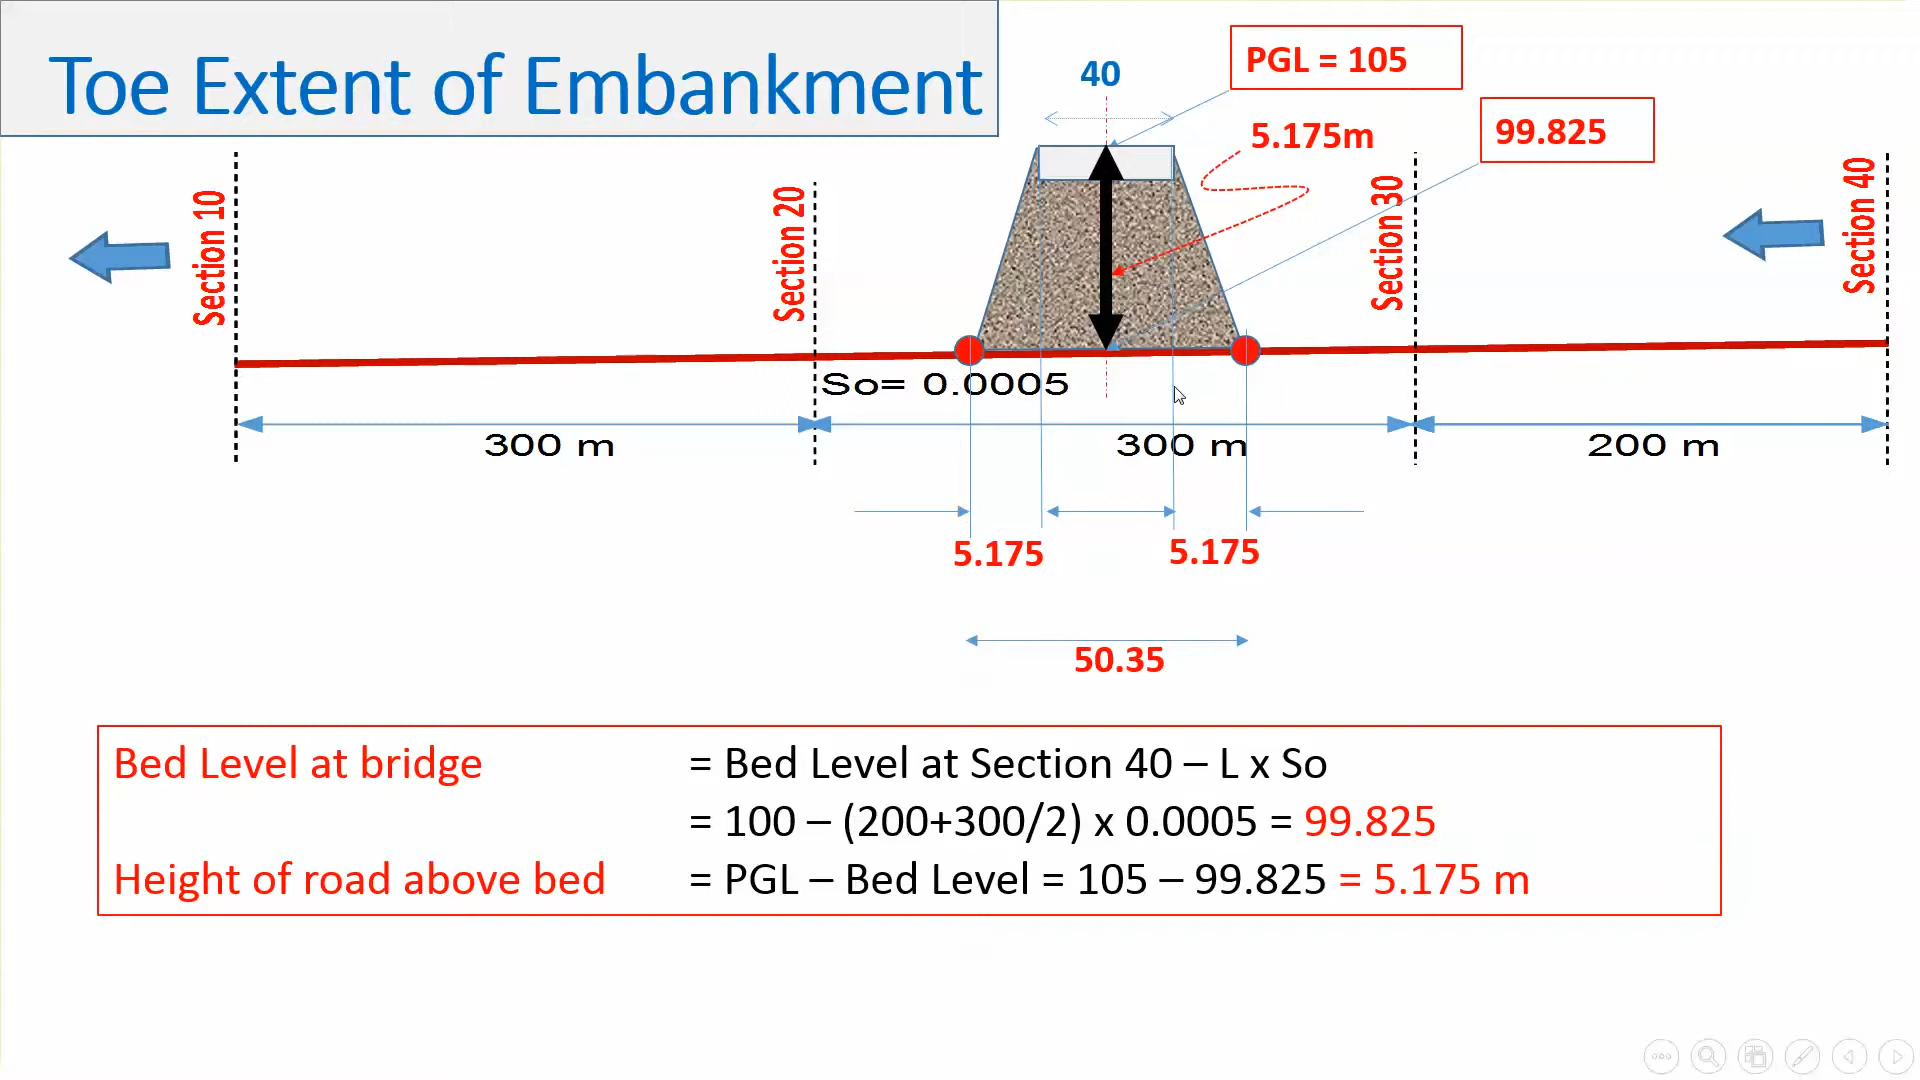 Toe Extent of Embankment
PGL = 105
40
99.825
5.175m
Section 10
Section 20
Section 30
Section 40
So= 0.0005
300 m
300 m
200 m
5.175
5.175
50.35
Bed Level at bridge = Bed Level at Section 40 – L x So
= 100 – (200+300/2) x 0.0005 = 99.825
Height of road above bed = PGL – Bed Level = 105 – 99.825 = 5.175 m